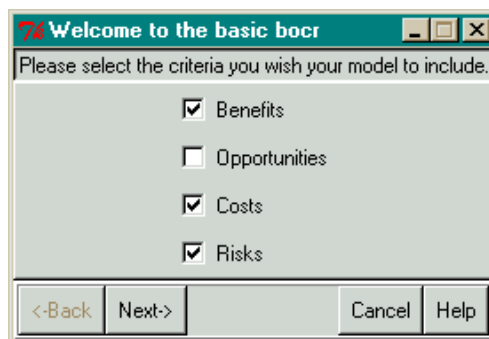 Welcome to the basic bocr
Please select the criteria you wish your model to include.
Benefits
Opportunities
Costs
Risks
<-Back Next-> Cancel Help